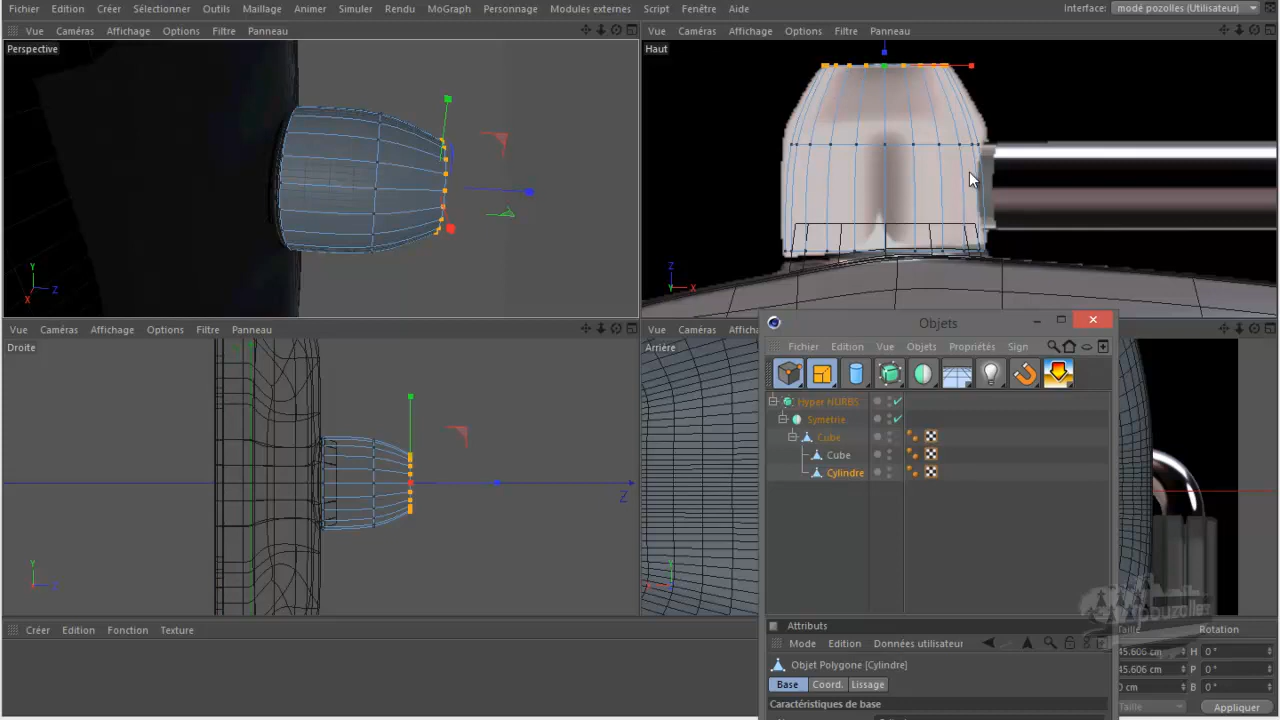 Fichier Edition Créer Sélectionner Outils Maillage Animer Simuler Rendu MoGraph Personnage Modules externes Script Fenêtre Aide Interface: modé pozolles (Utilisateur)
Vue Caméras Affichage Options Filtre Panneau Vue Caméras Affichage Options Filtre Panneau
Perspective Haut
Y
Z
X
Z
Y
X
Objets
Vue Caméras Affichage Options Filtre Panneau Vue Caméras
Droite Arrière
Fichier Edition Vue Objets Propriétés Sign
Hyper NURBS
Symétrie
Cube
Cube
Cylindre
Z
Y
Y
pouzolles
Attributs
Créer Edition Fonction Texture
Mode Edition Données utilisateur
Taille Rotation
45.606 cm H 0 °
Objet Polygone [Cylindre]
45.606 cm P 0 °
Base Coord. Lissage
0 cm B 0 °
Caractéristiques de base
Taille Appliquer